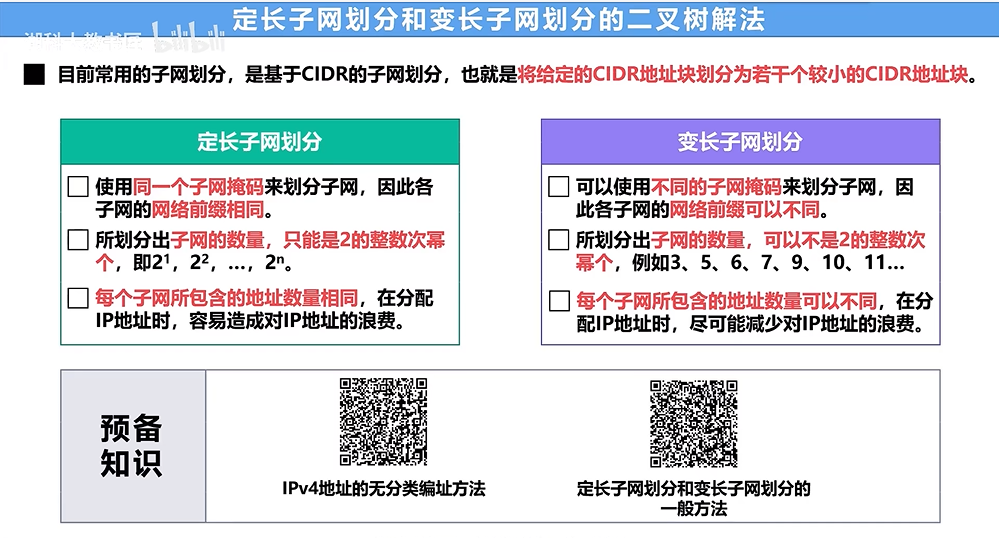 定长子网划分和变长子网划分的二叉树解法
bilibili
目前常用的子网划分，是基于CIDR的子网划分，也就是将给定的CIDR地址块划分为若干个较小的CIDR地址块。
定长子网划分
使用同一个子网掩码来划分子网，因此各
子网的网络前缀相同。
所划分出子网的数量，只能是2的整数次幂
个，即2¹，2²，…，2ⁿ。
每个子网所包含的地址数量相同，在分配
IP地址时，容易造成对IP地址的浪费。
变长子网划分
可以使用不同的子网掩码来划分子网，因
此各子网的网络前缀可以不同。
所划分出子网的数量，可以不是2的整数次
幂个，例如3、5、6、7、9、10、11…
每个子网所包含的地址数量可以不同，在分
配IP地址时，尽可能减少对IP地址的浪费。
预备
知识
IPv4地址的无分类编址方法
定长子网划分和变长子网划分的
一般方法